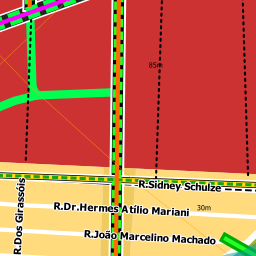 85m
R.Sidney Schulze
R.Dos Girassóis
R.Dr.Hermes Atílio Mariani
30m
R.João Marcelino Machado